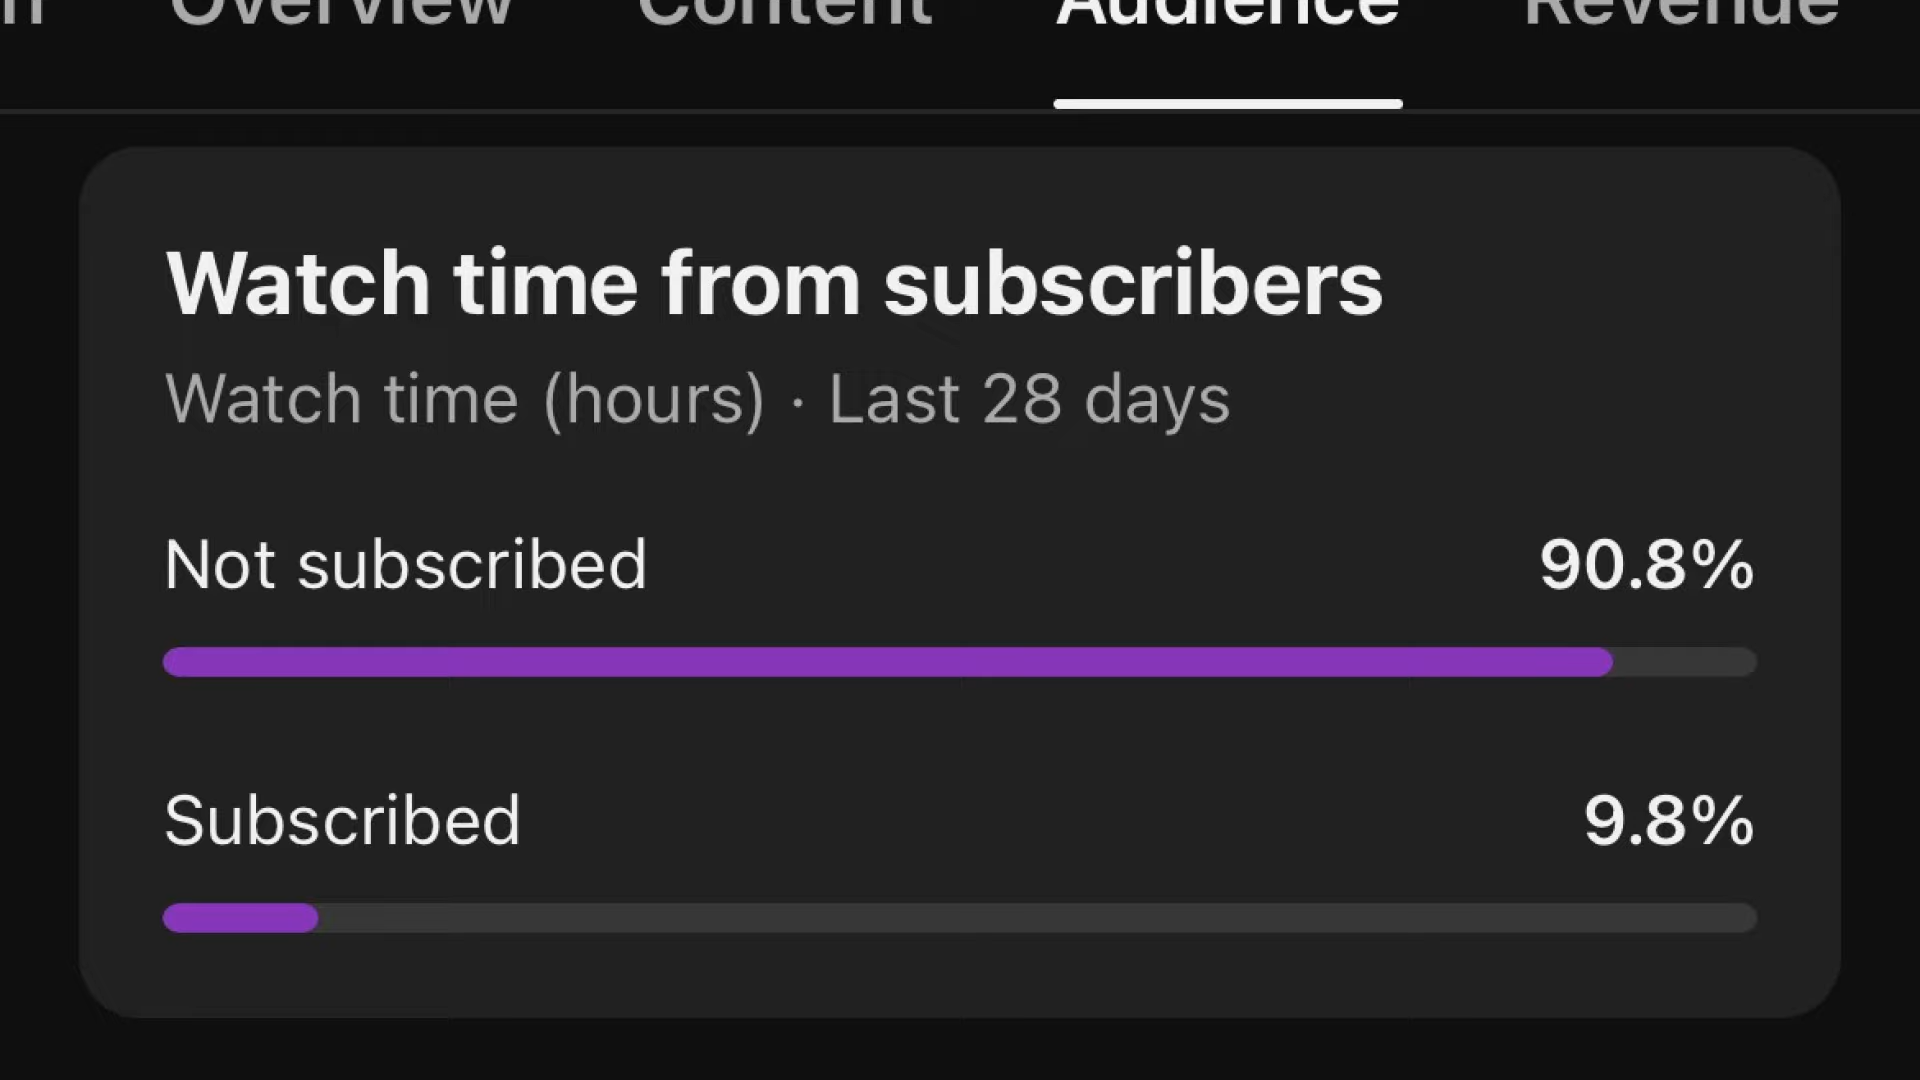 Overview Content Audience Revenue
Watch time from subscribers
Watch time (hours) · Last 28 days
Not subscribed 90.8%
Subscribed 9.8%